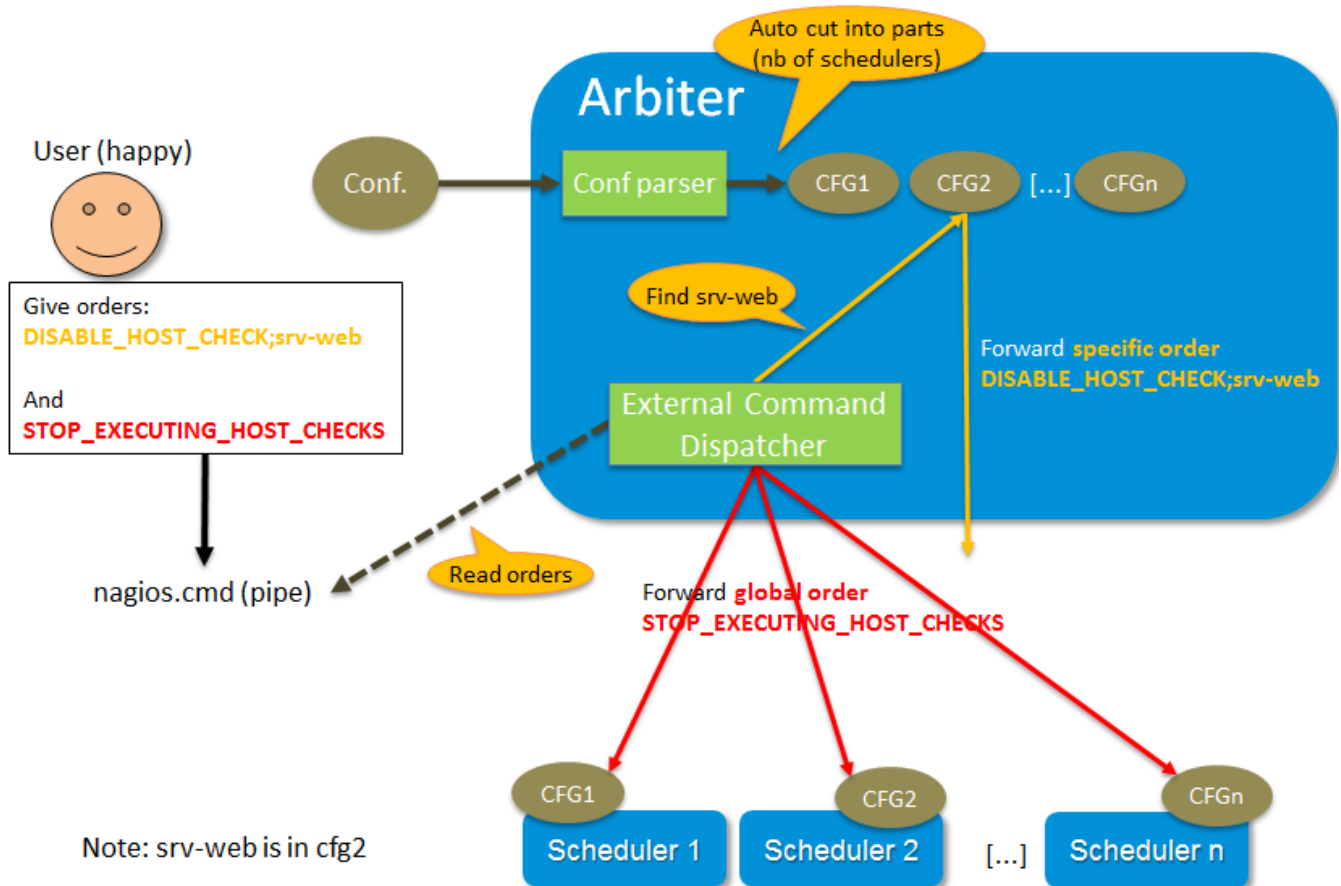 Auto cut into parts
(nb of schedulers)
Arbiter
User (happy)
Conf.
Conf parser
CFG1
CFG2
[...]
CFGn
Give orders:
DISABLE_HOST_CHECK;srv-web
And
STOP_EXECUTING_HOST_CHECKS
Find srv-web
Forward specific order
DISABLE_HOST_CHECK;srv-web
External Command
Dispatcher
nagios.cmd (pipe)
Read orders
Forward global order
STOP_EXECUTING_HOST_CHECKS
CFG1
CFG2
CFGn
Note: srv-web is in cfg2
Scheduler 1
Scheduler 2
[...]
Scheduler n